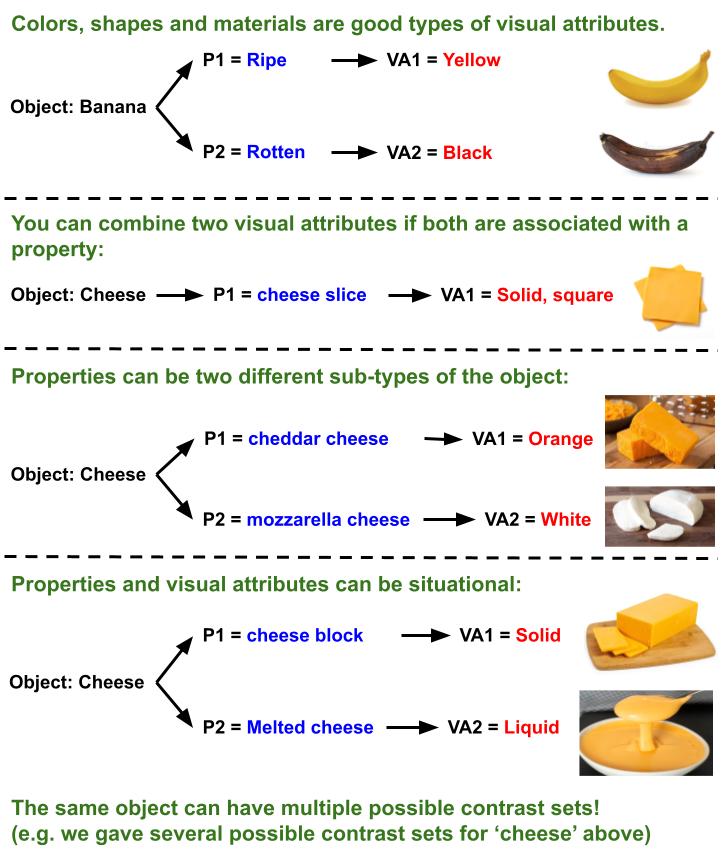 Colors, shapes and materials are good types of visual attributes.
P1 = Ripe VA1 = Yellow
Object: Banana
P2 = Rotten VA2 = Black
You can combine two visual attributes if both are associated with a
property:
Object: Cheese P1 = cheese slice VA1 = Solid, square
Properties can be two different sub-types of the object:
P1 = cheddar cheese VA1 = Orange
Object: Cheese
P2 = mozzarella cheese VA2 = White
Properties and visual attributes can be situational:
P1 = cheese block VA1 = Solid
Object: Cheese
P2 = Melted cheese VA2 = Liquid
The same object can have multiple possible contrast sets!
(e.g. we gave several possible contrast sets for ‘cheese’ above)